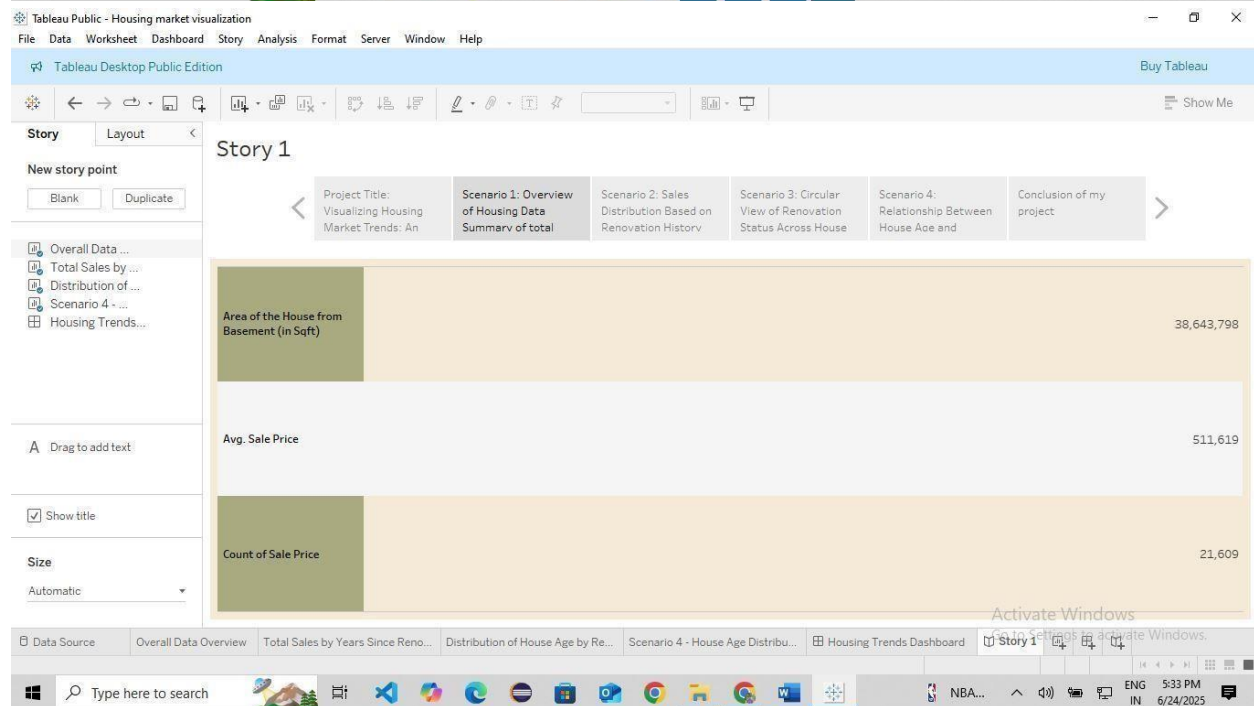 Tableau Public - Housing market visualization
File Data Worksheet Dashboard Story Analysis Format Server Window Help
Tableau Desktop Public Edition
Buy Tableau
Show Me
Story Layout
New story point
Blank Duplicate
Overall Data ...
Total Sales by ...
Distribution of ...
Scenario 4 - ...
Housing Trends...
A Drag to add text
Show title
Size
Automatic
Story 1
Project Title:
Visualizing Housing
Market Trends: An
Scenario 1: Overview
of Housing Data
Summary of total
Scenario 2: Sales
Distribution Based on
Renovation History
Scenario 3: Circular
View of Renovation
Status Across House
Scenario 4:
Relationship Between
House Age and
Conclusion of my
project
Area of the House from
Basement (in Sqft)
38,643,798
Avg. Sale Price
511,619
Count of Sale Price
21,609
Activate Windows
Go to Settings to activate Windows.
Data Source Overall Data Overview Total Sales by Years Since Reno... Distribution of House Age by Re... Scenario 4 - House Age Distribu... Housing Trends Dashboard Story 1
Type here to search
NBA...
ENG
IN
5:33 PM
6/24/2025